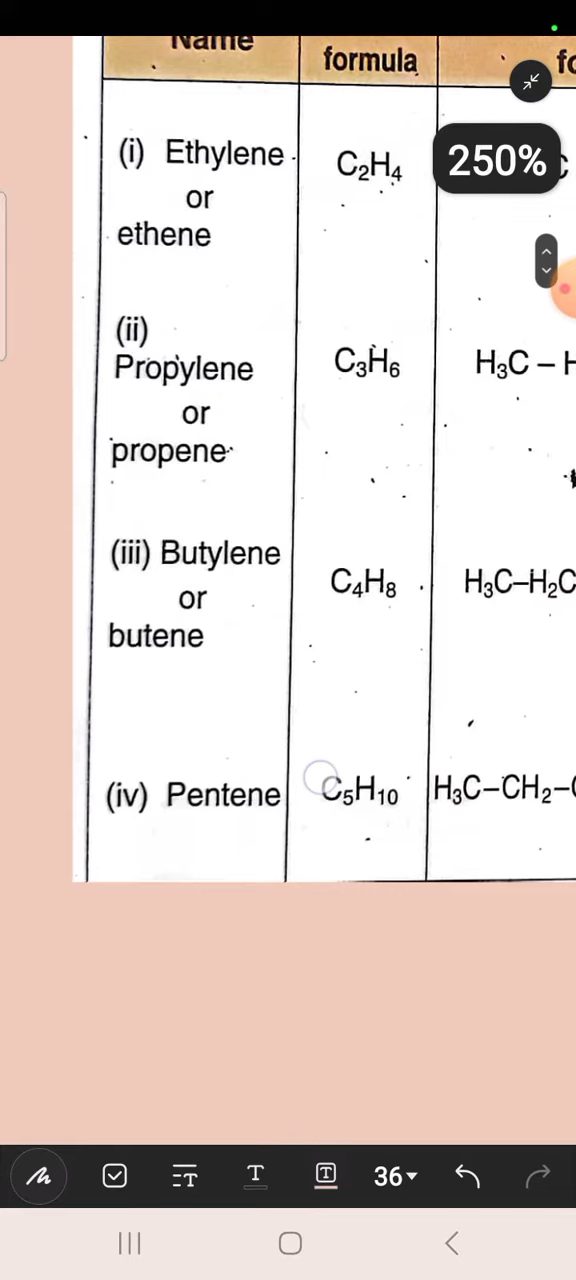 Name
formula
(i) Ethylene
or
ethene
C₂H₄
250%
(ii)
Propylene
or
propene
C₃H₆
H₃C – H
(iii) Butylene
or
butene
C₄H₈
H₃C–H₂C
(iv) Pentene
C₅H₁₀
H₃C–CH₂–
T
T
T
36